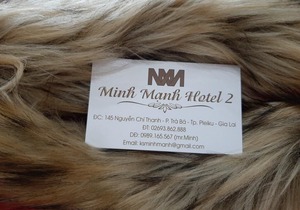 NMM
Minh Manh Hotel 2
ĐC: 145 Nguyễn Chí Thanh - P. Trà Bá - Tp. Pleiku - Gia Lai
ĐT: 02693.862.888
DĐ: 0989.165.567 (mr.Minh)
Email: ksminhmanh@gmail.com